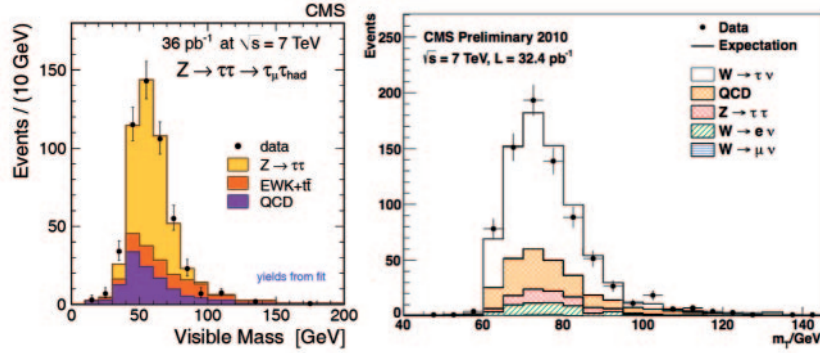 CMS
36 pb⁻¹ at √s = 7 TeV
Z → ττ → τμτhad
Events / (10 GeV)
150
100
50
0
data
Z → ττ
EWK+tt̄
QCD
yields from fit
0 50 100 150 200
Visible Mass [GeV]
Events
250
200
150
100
50
0
CMS Preliminary 2010
√s = 7 TeV, L = 32.4 pb⁻¹
Data
Expectation
W → τ ν
QCD
Z → τ τ
W → e ν
W → μ ν
40 60 80 100 120 140
mT/GeV